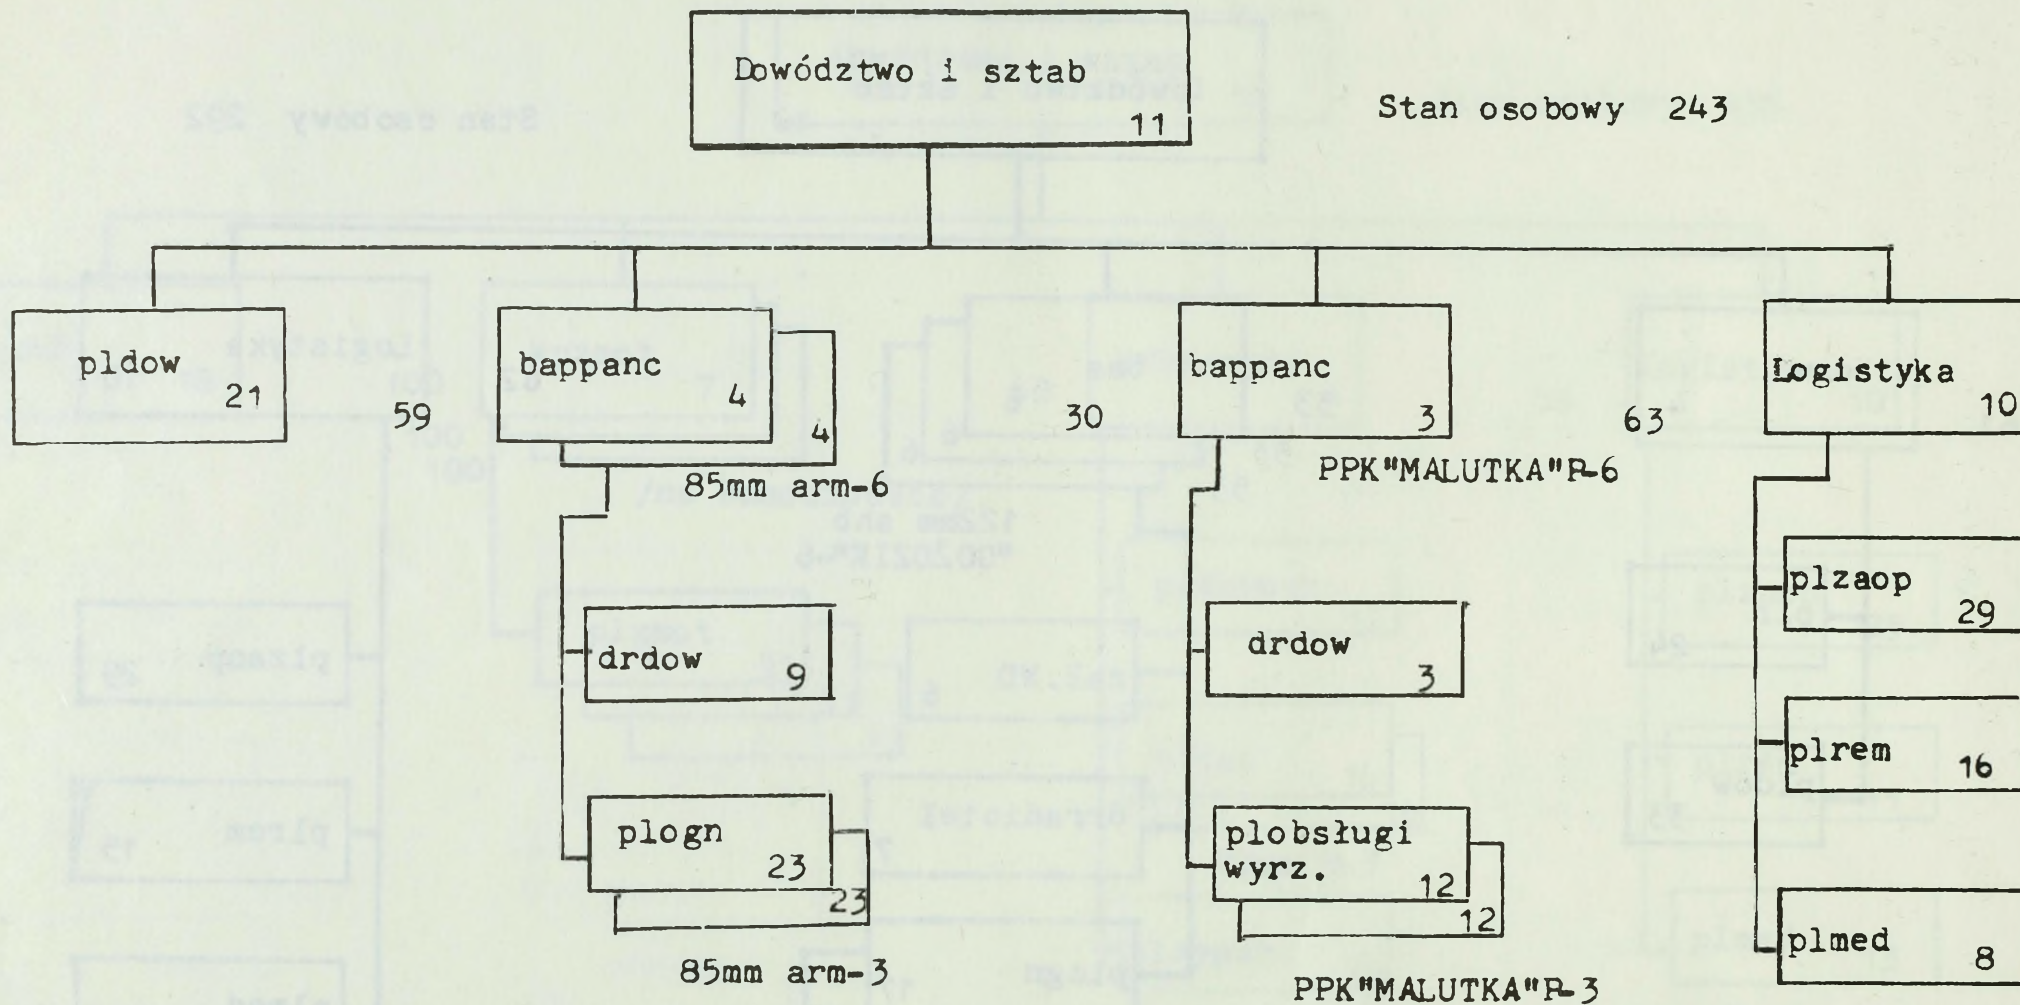 Dowództwo i sztab
11
Stan osobowy 243
pldow
21
59
bappanc
4
4
85mm arm-6
drdow
9
plogn
23
23
85mm arm-3
30
bappanc
3
PPK"MALUTKA"P-6
drdow
3
plobsługi
wyrz.
12
12
PPK"MALUTKA"P-3
63
Logistyka
10
plzaop
29
plrem
16
plmed
8